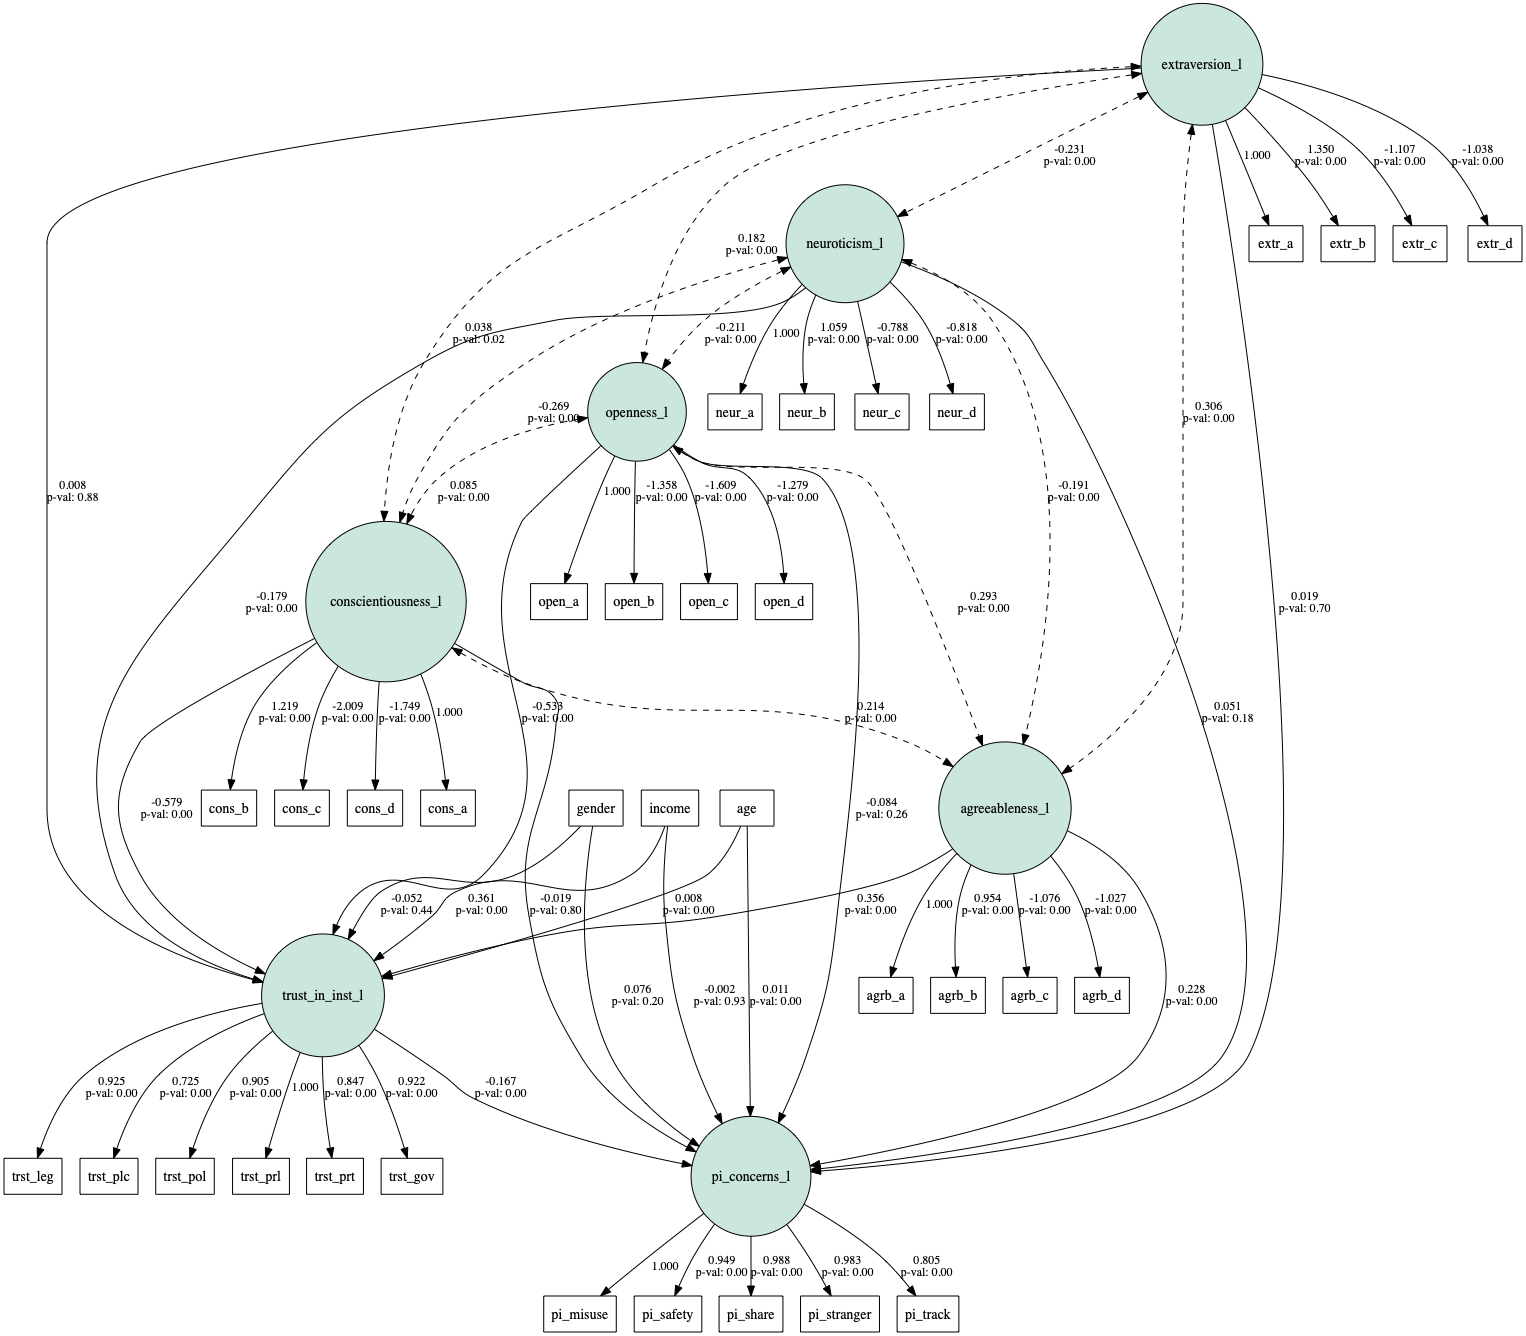 extraversion_l
-0.231
p-val: 0.00
1.000
1.350
p-val: 0.00
-1.107
p-val: 0.00
-1.038
p-val: 0.00
extr_a
extr_b
extr_c
extr_d
neuroticism_l
0.182
p-val: 0.00
0.038
p-val: 0.02
-0.211
p-val: 0.00
1.000
1.059
p-val: 0.00
-0.788
p-val: 0.00
-0.818
p-val: 0.00
openness_l
neur_a
neur_b
neur_c
neur_d
-0.269
p-val: 0.00
0.306
p-val: 0.00
0.008
p-val: 0.88
0.085
p-val: 0.00
1.000
-1.358
p-val: 0.00
-1.609
p-val: 0.00
-1.279
p-val: 0.00
-0.191
p-val: 0.00
conscientiousness_l
-0.179
p-val: 0.00
open_a
open_b
open_c
open_d
0.293
p-val: 0.00
0.019
p-val: 0.70
1.219
p-val: 0.00
-2.009
p-val: 0.00
-1.749
p-val: 0.00
1.000
-0.533
p-val: 0.00
0.214
p-val: 0.00
0.051
p-val: 0.18
-0.579
p-val: 0.00
cons_b
cons_c
cons_d
cons_a
gender
income
age
-0.084
p-val: 0.26
agreeableness_l
-0.052
p-val: 0.44
0.361
p-val: 0.00
-0.019
p-val: 0.80
0.008
p-val: 0.00
0.356
p-val: 0.00
1.000
0.954
p-val: 0.00
-1.076
p-val: 0.00
-1.027
p-val: 0.00
trust_in_inst_l
0.076
p-val: 0.20
-0.002
p-val: 0.93
0.011
p-val: 0.00
agrb_a
agrb_b
agrb_c
agrb_d
0.228
p-val: 0.00
0.925
p-val: 0.00
0.725
p-val: 0.00
0.905
p-val: 0.00
1.000
0.847
p-val: 0.00
0.922
p-val: 0.00
-0.167
p-val: 0.00
trst_leg
trst_plc
trst_pol
trst_prl
trst_prt
trst_gov
pi_concerns_l
1.000
0.949
p-val: 0.00
0.988
p-val: 0.00
0.983
p-val: 0.00
0.805
p-val: 0.00
pi_misuse
pi_safety
pi_share
pi_stranger
pi_track